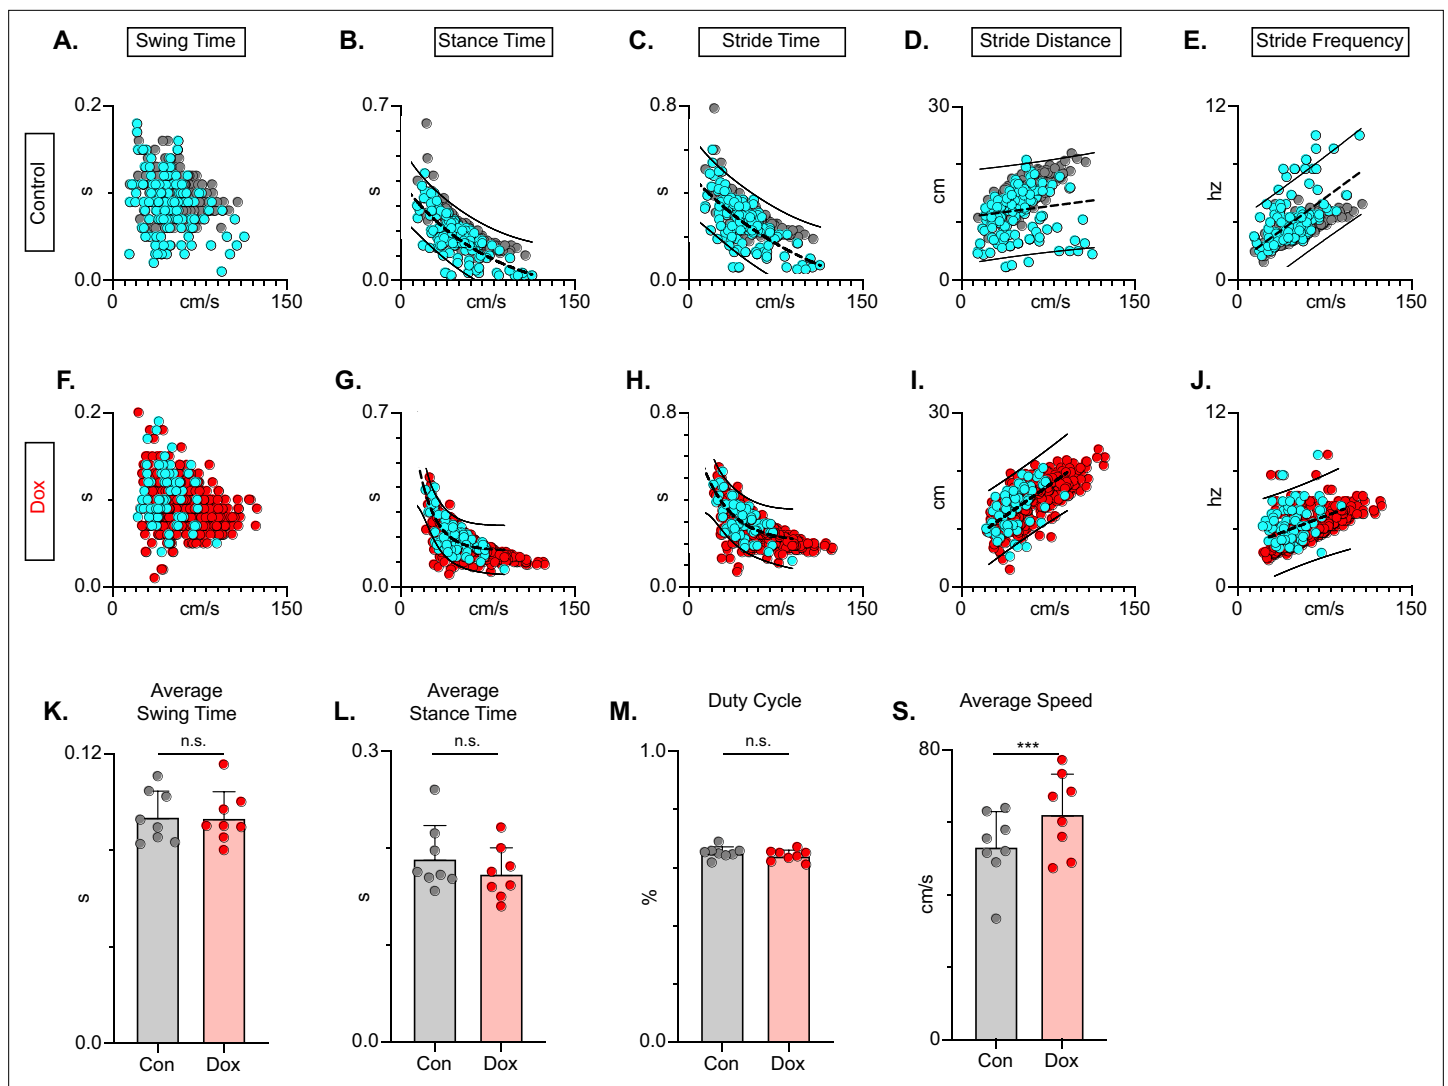 A. Swing Time
B. Stance Time
C. Stride Time
D. Stride Distance
E. Stride Frequency
Control
0.2
s
0.0
0 cm/s 150
0.7
s
0.0
0 cm/s 150
0.8
s
0.0
0 cm/s 150
30
cm
0
0 cm/s 150
12
hz
0
0 cm/s 150
F.
G.
H.
I.
J.
Dox
0.2
s
0.0
0 cm/s 150
0.7
s
0.0
0 cm/s 150
0.8
s
0.0
0 cm/s 150
30
cm
0
0 cm/s 150
12
hz
0
0 cm/s 150
K.
Average
Swing Time
n.s.
0.12
s
0.0
Con Dox
L.
Average
Stance Time
n.s.
0.3
s
0.0
Con Dox
M.
Duty Cycle
n.s.
1.0
%
0.0
Con Dox
S.
Average Speed
***
80
cm/s
0
Con Dox